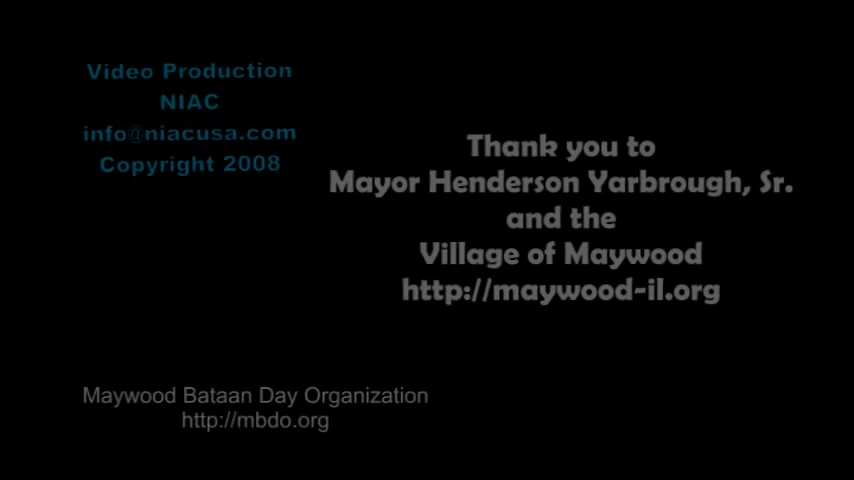 Video Production
NIAC
info@niacusa.com
Copyright 2008
Thank you to
Mayor Henderson Yarbrough, Sr.
and the
Village of Maywood
http://maywood-il.org
Maywood Bataan Day Organization
http://mbdo.org